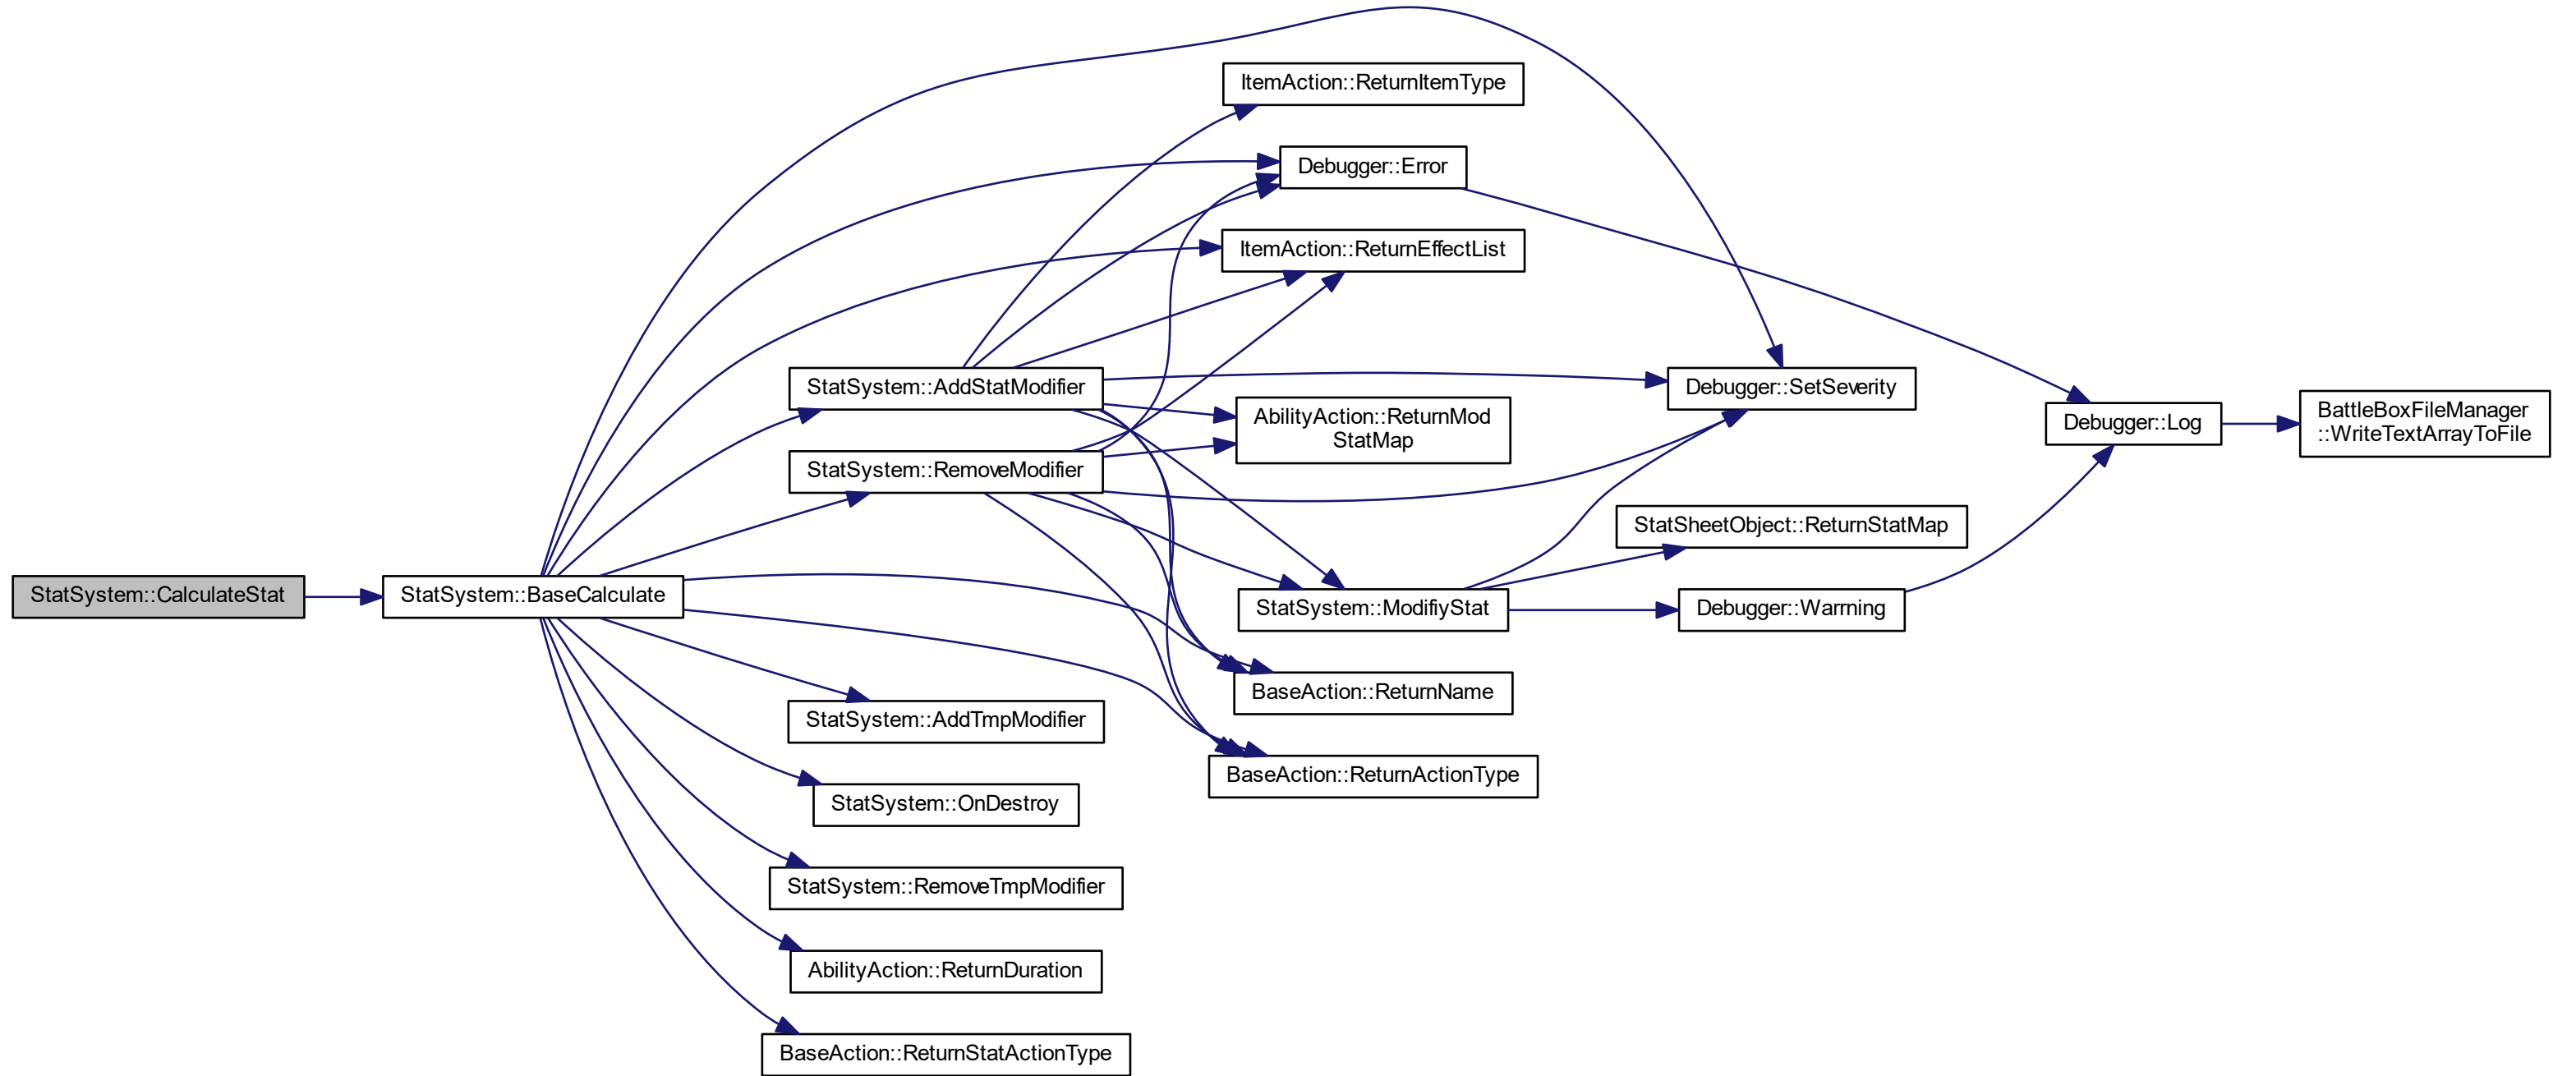 ItemAction::ReturnItemType
Debugger::Error
ItemAction::ReturnEffectList
StatSystem::AddStatModifier
Debugger::SetSeverity
AbilityAction::ReturnMod
StatMap
Debugger::Log
BattleBoxFileManager
::WriteTextArrayToFile
StatSystem::RemoveModifier
StatSheetObject::ReturnStatMap
StatSystem::CalculateStat
StatSystem::BaseCalculate
StatSystem::ModifiyStat
Debugger::Warrning
BaseAction::ReturnName
StatSystem::AddTmpModifier
BaseAction::ReturnActionType
StatSystem::OnDestroy
StatSystem::RemoveTmpModifier
AbilityAction::ReturnDuration
BaseAction::ReturnStatActionType